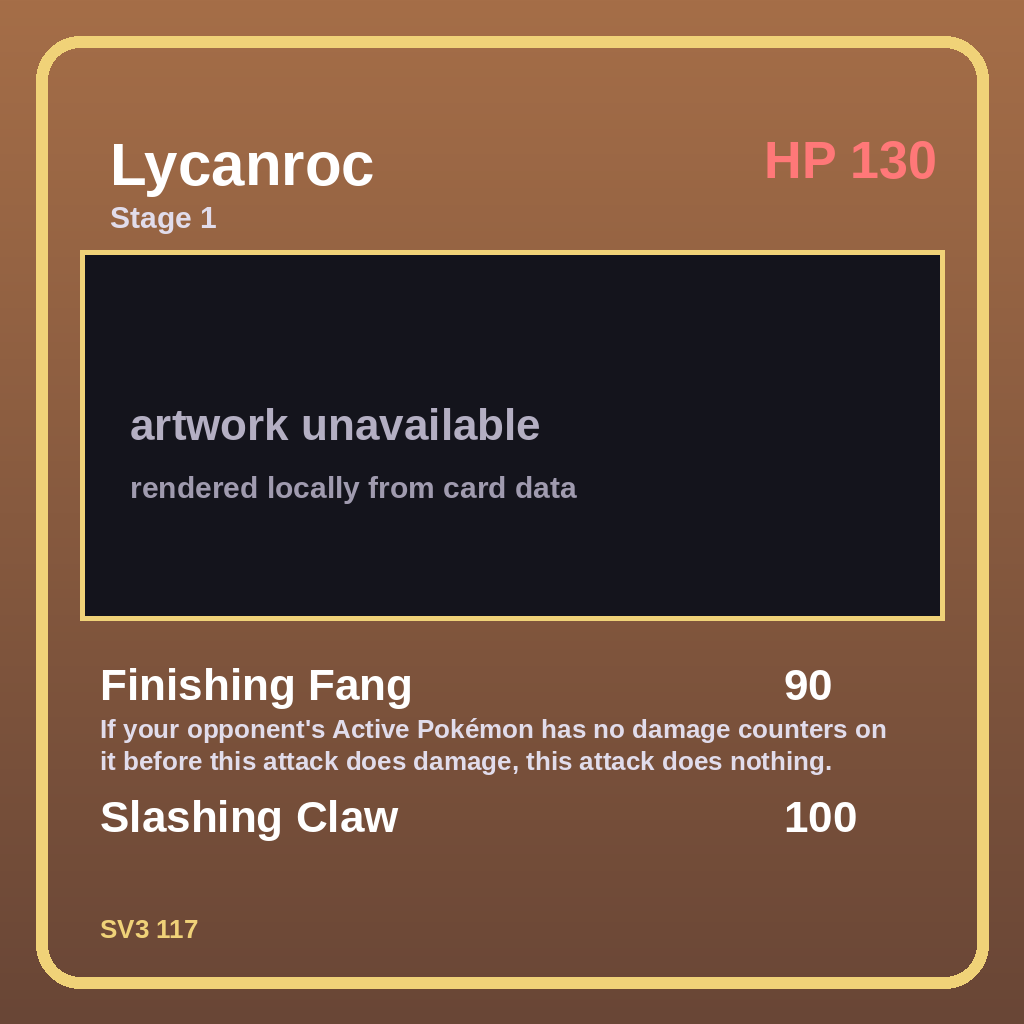 Lycanroc
HP 130
Stage 1
artwork unavailable
rendered locally from card data
Finishing Fang 90
If your opponent's Active Pokémon has no damage counters on
it before this attack does damage, this attack does nothing.
Slashing Claw 100
SV3 117